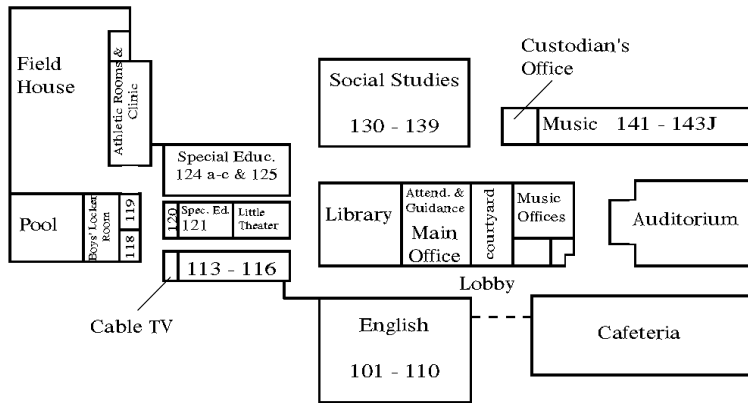 Field
House
Athletic Rooms &
Clinic
Social Studies
130 - 139
Custodian's
Office
Music 141 - 143J
Special Educ.
124 a-c & 125
Pool
Boys' Locker
Room
119
118
120
Spec. Ed.
121
Little
Theater
Library
Attend. &
Guidance
Main
Office
courtyard
Music
Offices
Auditorium
113 - 116
Cable TV
Lobby
English
101 - 110
Cafeteria